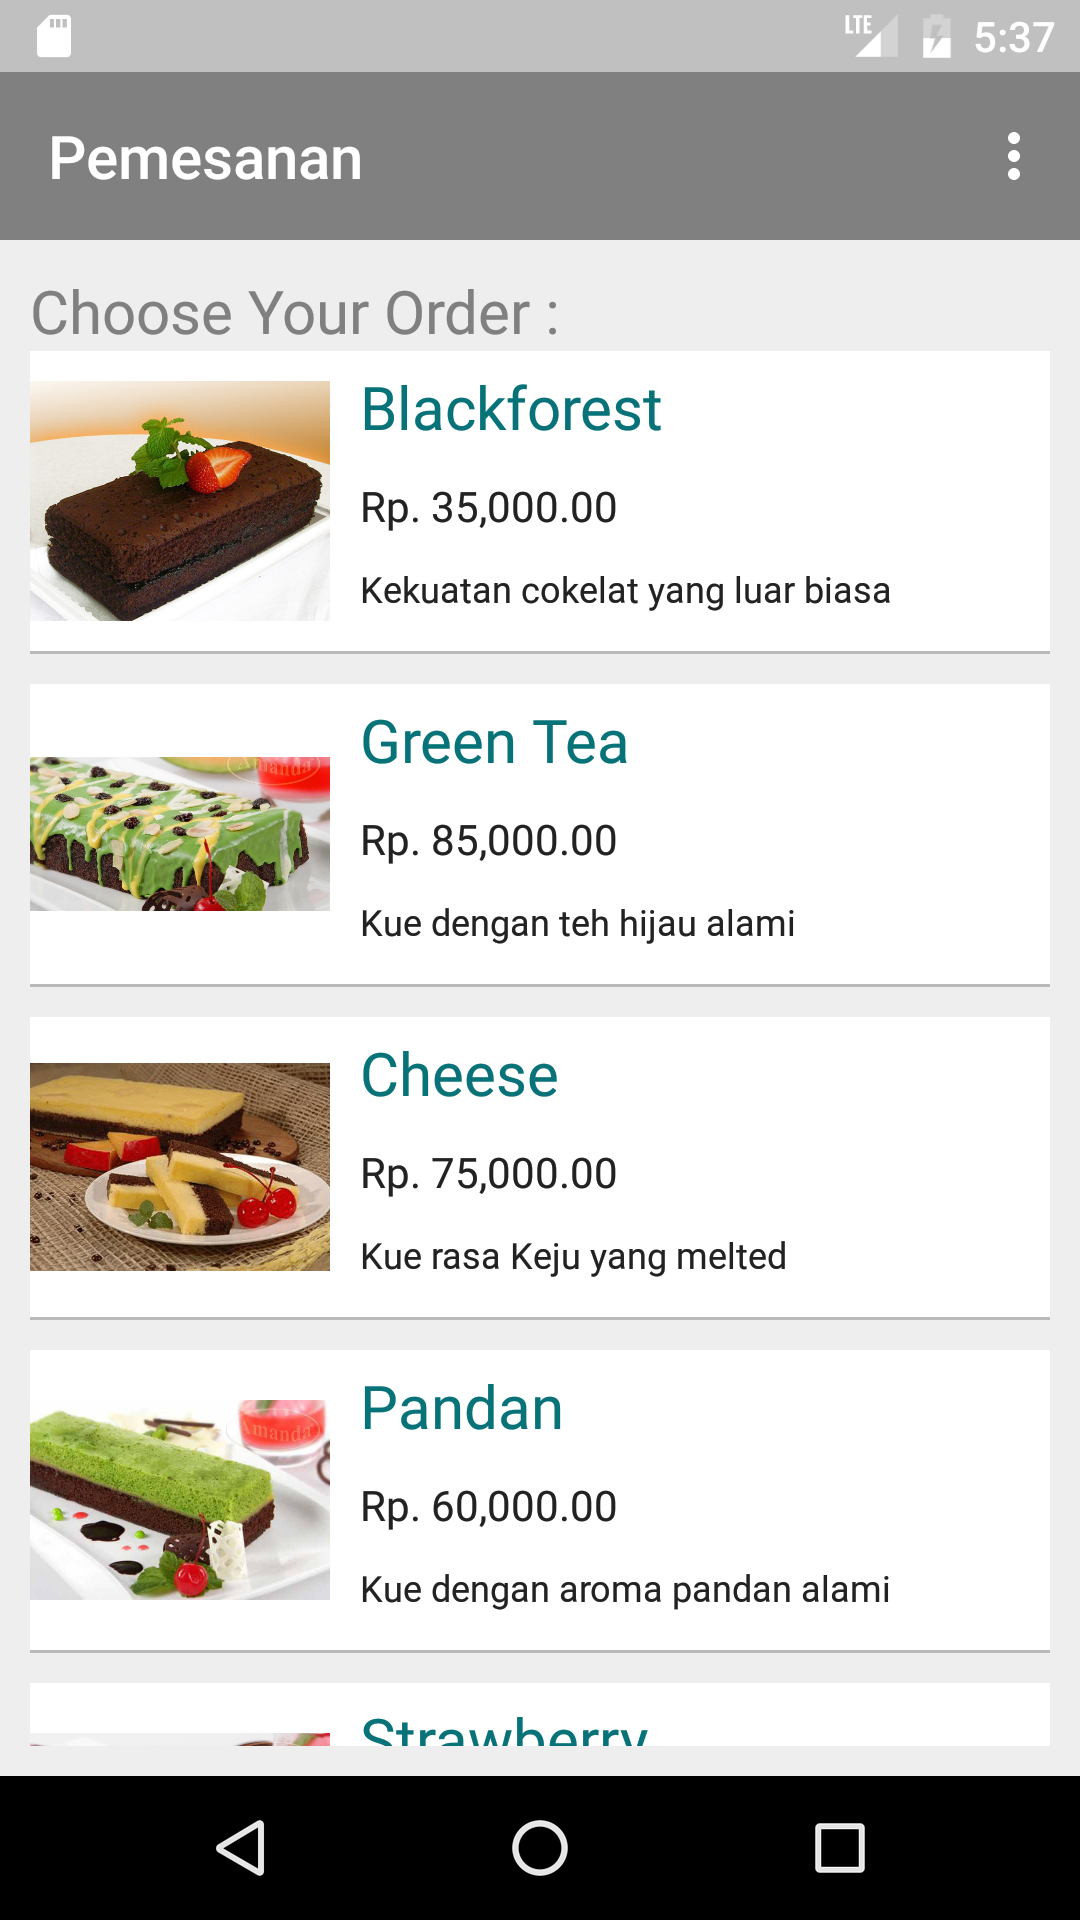 LTE 5:37
Pemesanan
Choose Your Order :
Blackforest
Rp. 35,000.00
Kekuatan cokelat yang luar biasa
Amanda
Green Tea
Rp. 85,000.00
Kue dengan teh hijau alami
Cheese
Rp. 75,000.00
Kue rasa Keju yang melted
Pandan
Amanda
Rp. 60,000.00
Kue dengan aroma pandan alami
Strawberry